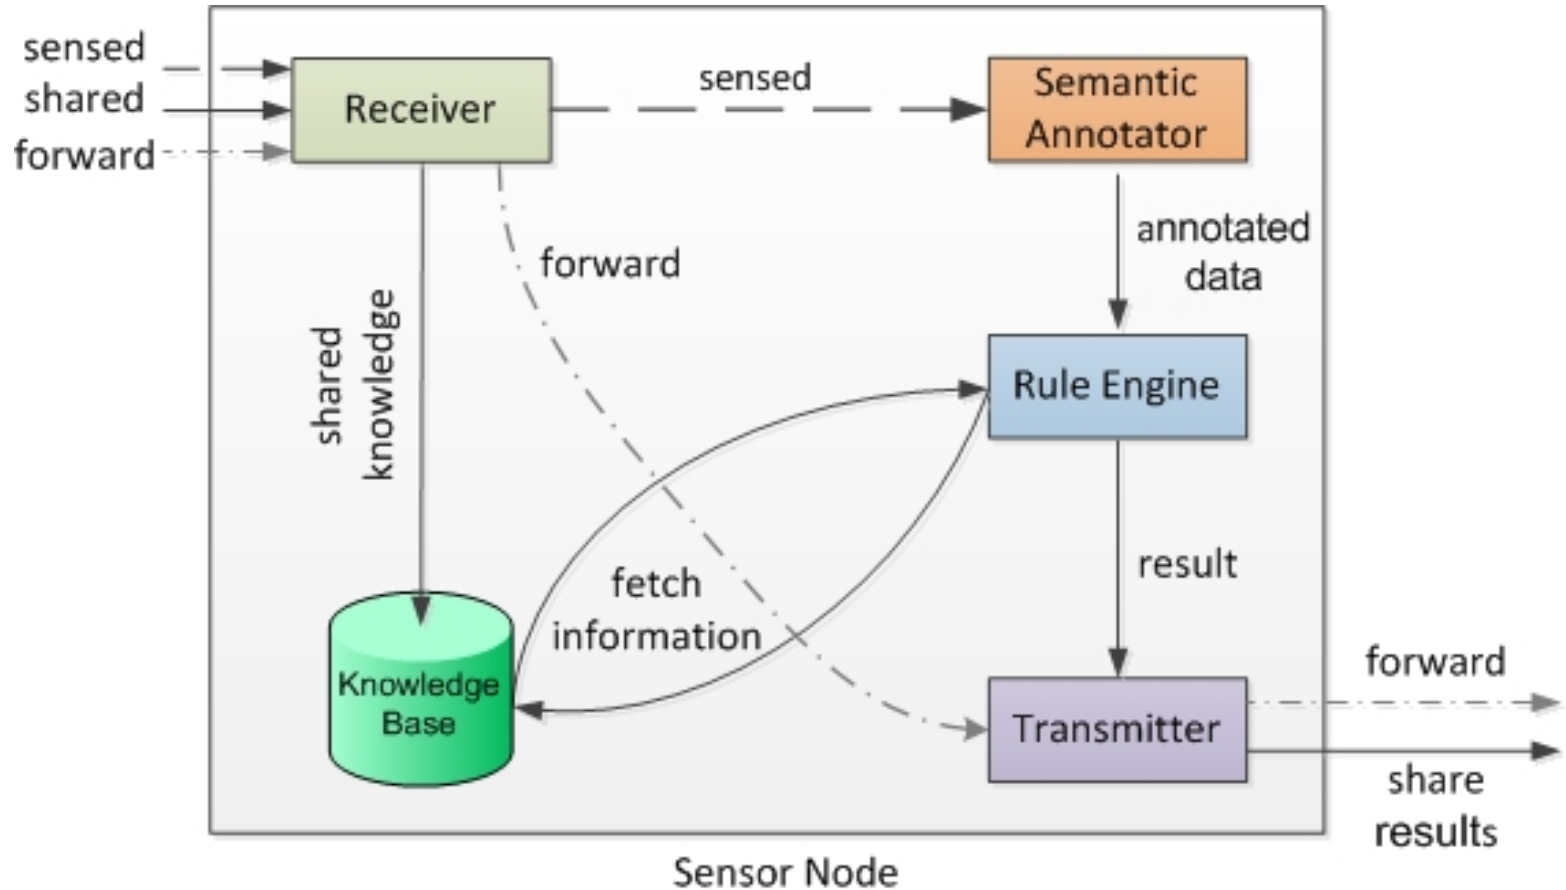 sensed
shared
forward
Receiver
sensed
Semantic
Annotator
forward
annotated
data
shared
knowledge
Rule Engine
fetch
information
result
Knowledge
Base
Transmitter
forward
share
results
Sensor Node